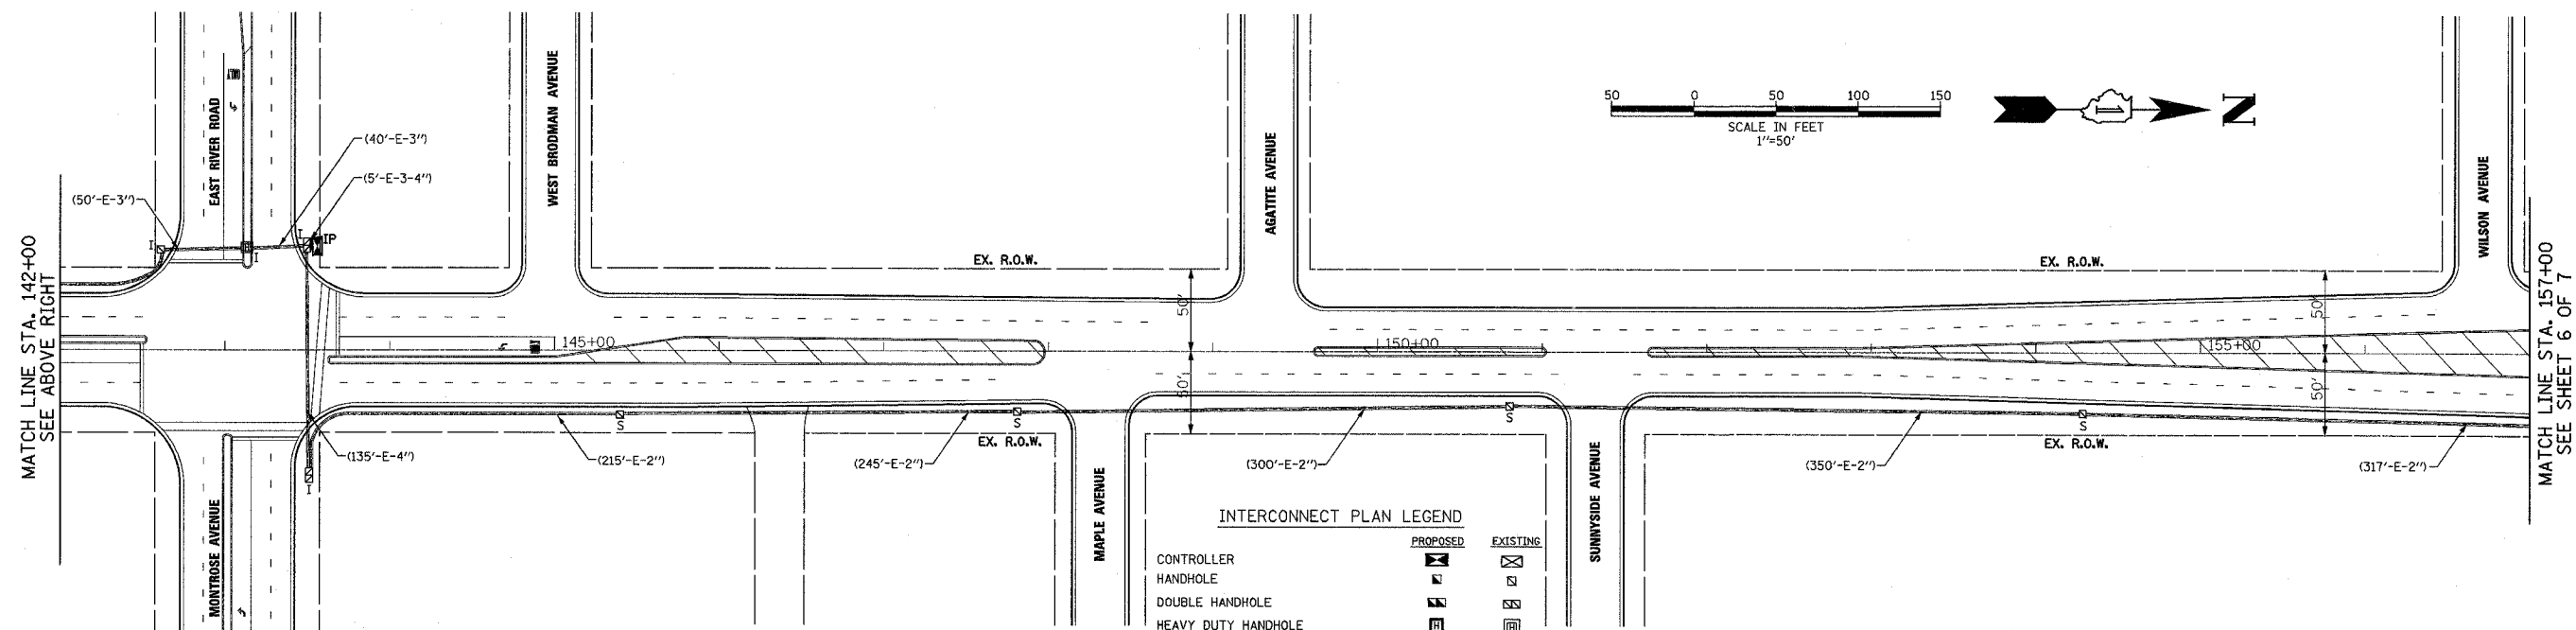 MATCH LINE STA. 142+00
SEE ABOVE RIGHT
EAST RIVER ROAD
WEST BRODMAN AVENUE
AGATITE AVENUE
WILSON AVENUE
MONTROSE AVENUE
MAPLE AVENUE
SUNNYSIDE AVENUE
50 0 50 100 150
SCALE IN FEET
1"=50'
N
(40'-E-3")
(5'-E-3-4")
(50'-E-3")
I
I
IP
I
I
EX. R.O.W.
EX. R.O.W.
50'
50'
50'
50'
145+00
150+00
155+00
S
S
S
S
EX. R.O.W.
EX. R.O.W.
(135'-E-4")
(215'-E-2")
(245'-E-2")
(300'-E-2")
(350'-E-2")
(317'-E-2")
INTERCONNECT PLAN LEGEND
PROPOSED EXISTING
CONTROLLER
HANDHOLE
DOUBLE HANDHOLE
HEAVY DUTY HANDHOLE
H H
MATCH LINE STA. 157+00
SEE SHEET 6 OF 7